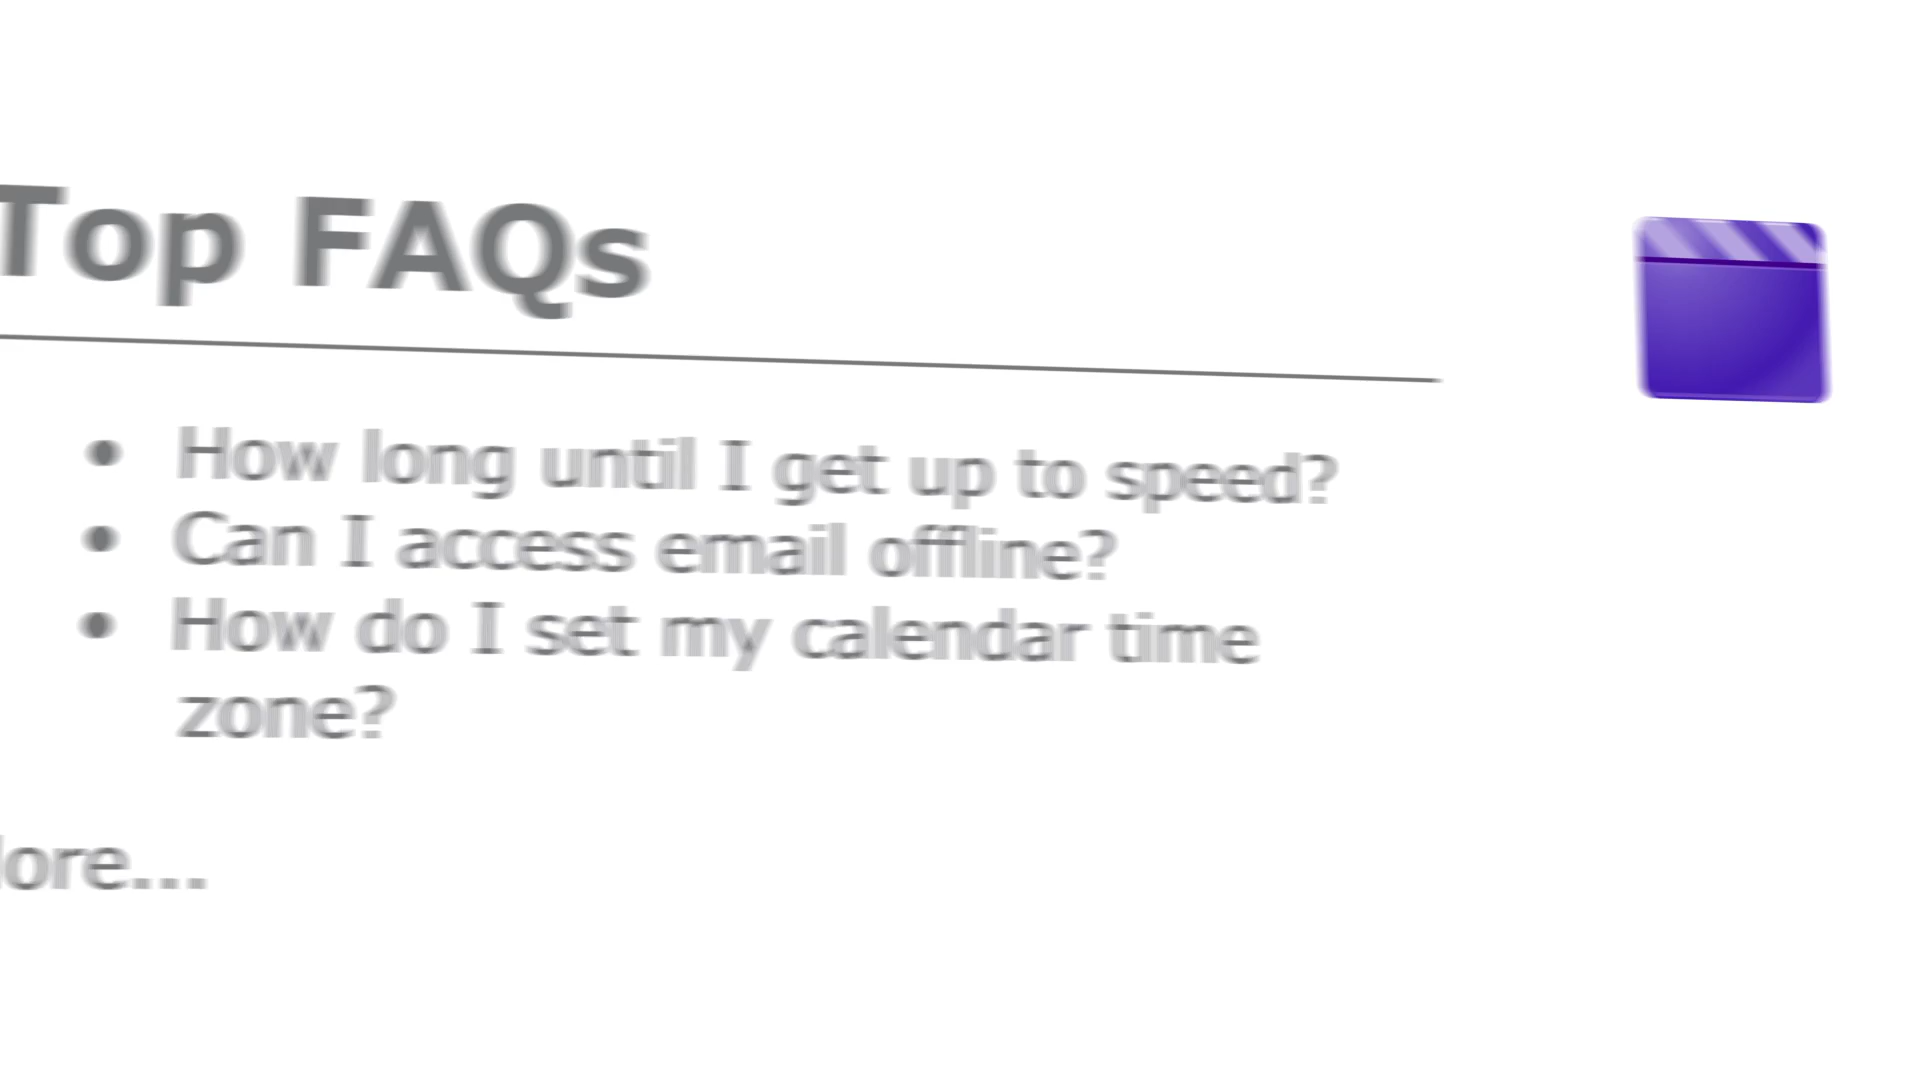 Top FAQs
• How long until I get up to speed?
• Can I access email offline?
• How do I set my calendar time
zone?
ore...